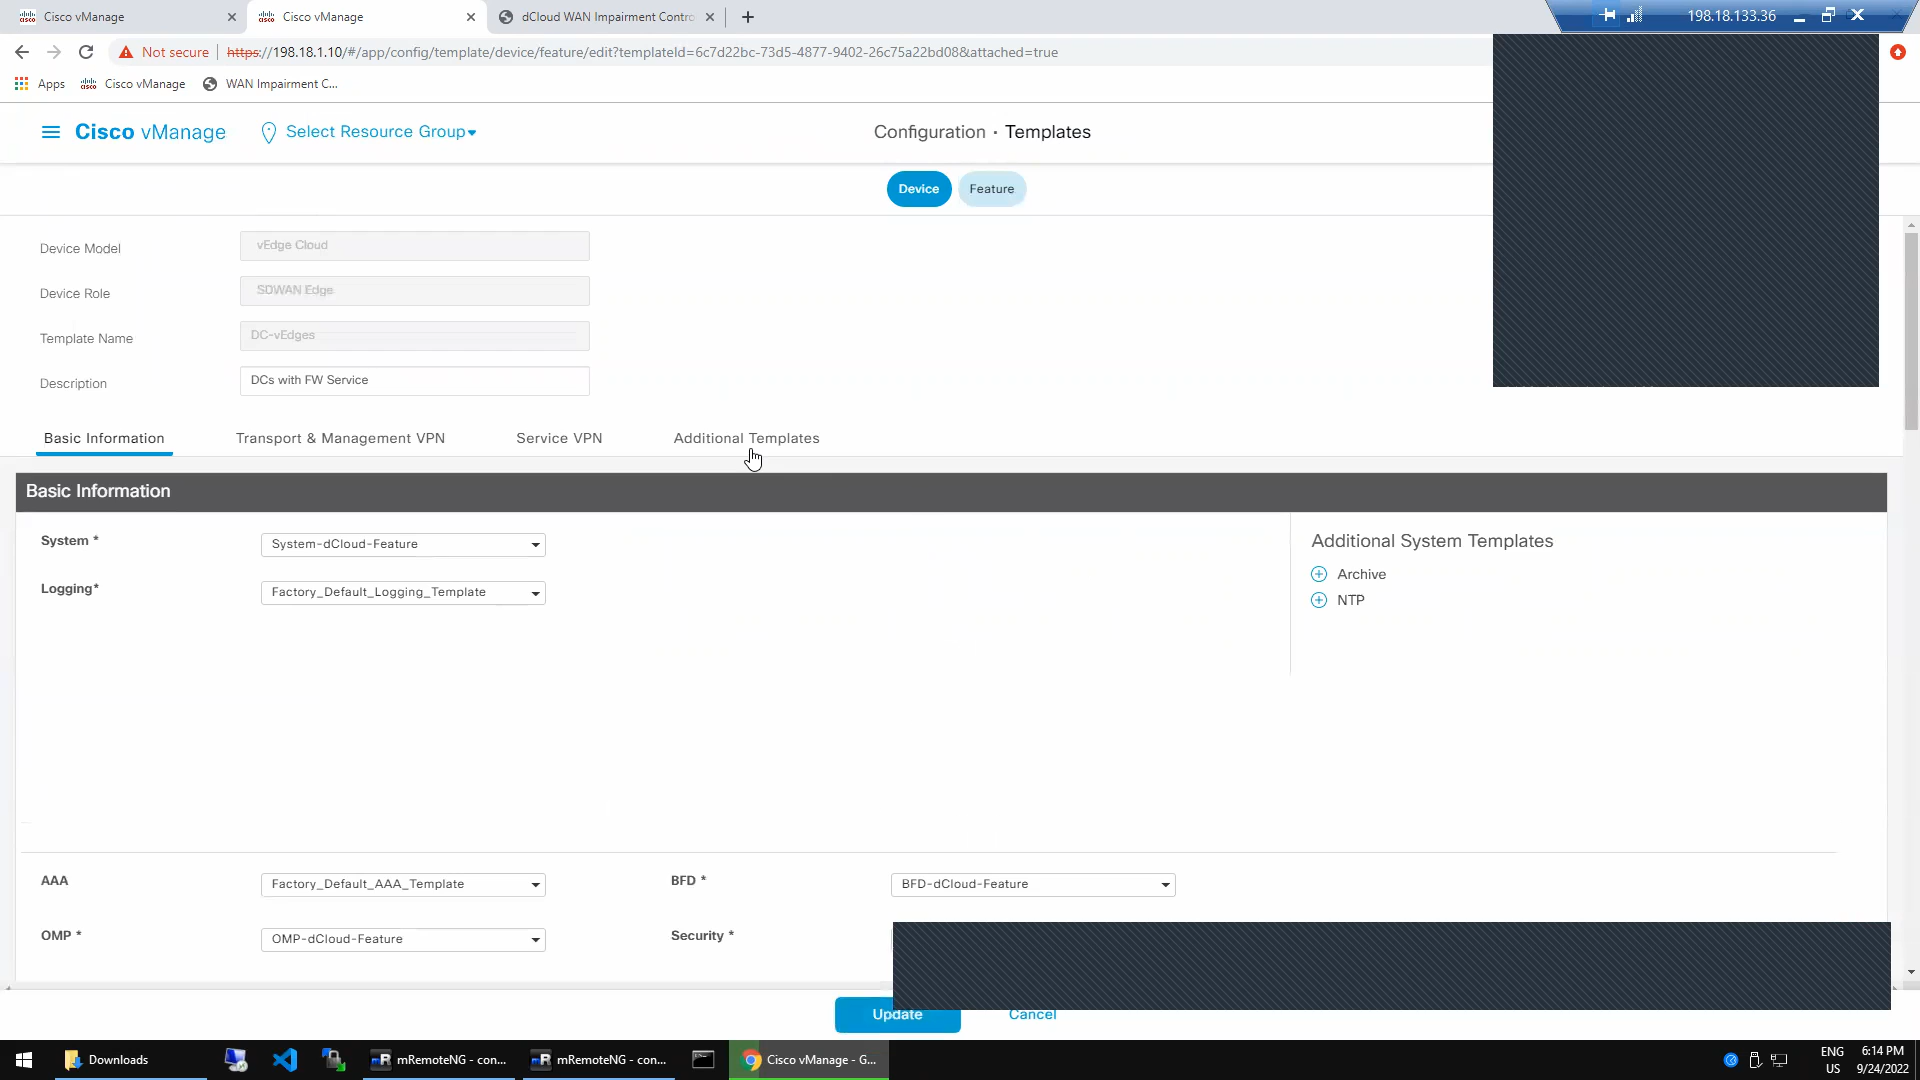 Cisco vManage
Cisco vManage
dCloud WAN Impairment Contro
198.18.133.36
Not secure
https://198.18.1.10/#/app/config/template/device/feature/edit?templateId=6c7d22bc-73d5-4877-9402-26c75a22bd08&attached=true
Apps
Cisco vManage
WAN Impairment C...
Cisco vManage
Select Resource Group
Configuration · Templates
Device
Feature
Device Model
vEdge Cloud
Device Role
SDWAN Edge
Template Name
DC-vEdges
Description
DCs with FW Service
Basic Information
Transport & Management VPN
Service VPN
Additional Templates
Basic Information
System *
System-dCloud-Feature
Additional System Templates
Archive
NTP
Logging*
Factory_Default_Logging_Template
AAA
Factory_Default_AAA_Template
BFD *
BFD-dCloud-Feature
OMP *
OMP-dCloud-Feature
Security *
Update
Cancel
Downloads
mRemoteNG - con...
mRemoteNG - con...
Cisco vManage - G...
ENG
US
6:14 PM
9/24/2022